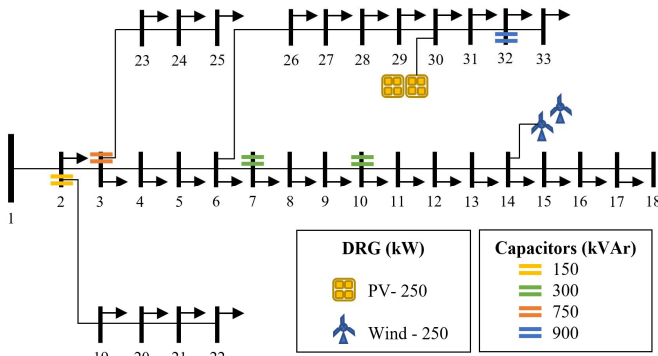 23 24 25 26 27 28 29 30 31 32 33
1 2 3 4 5 6 7 8 9 10 11 12 13 14 15 16 17 18
DRG (kW)
PV- 250
Wind - 250
Capacitors (kVAr)
150
300
750
900
19 20 21 22